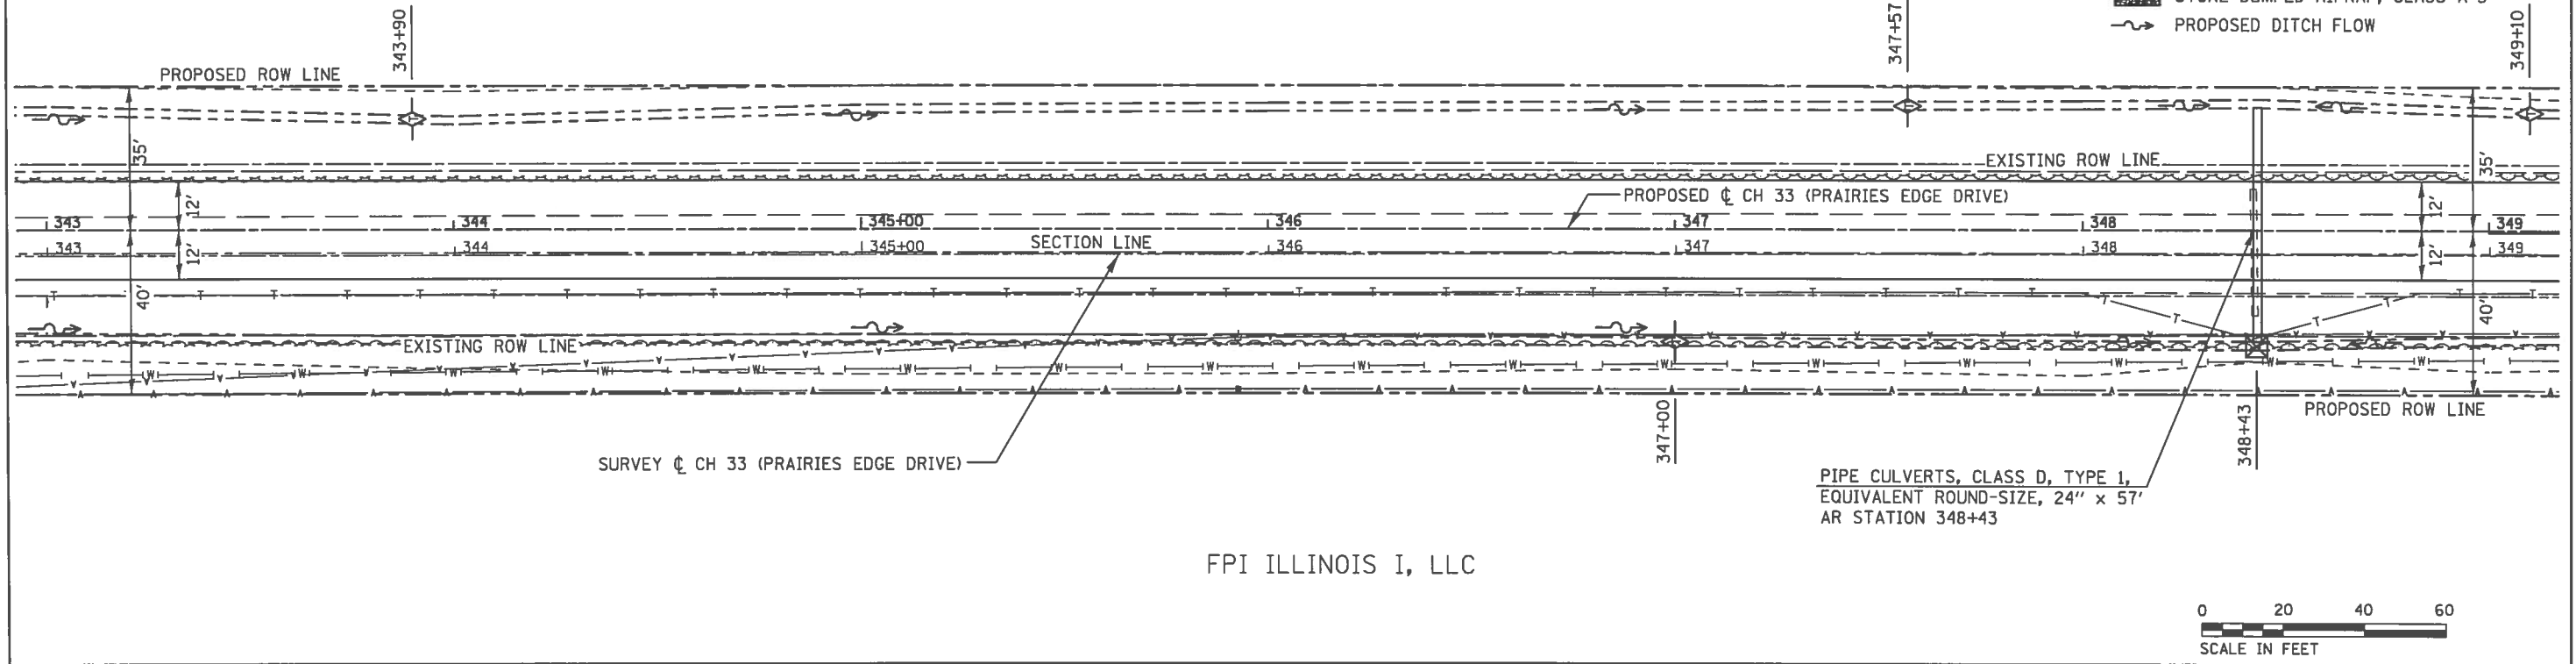 343+90
347+57
349+10
PROPOSED DITCH FLOW
PROPOSED ROW LINE
35'
EXISTING ROW LINE
35'
12'
PROPOSED ℄ CH 33 (PRAIRIES EDGE DRIVE)
12'
343 344 345+00 346 347 348 349
SECTION LINE
343 344 345+00 346 347 348 349
12'
12'
40'
40'
T T T T T T T T T T T T T T T T T T T T T T T T T T T T T T T
EXISTING ROW LINE
W W W W W W W W W W W W W W W W
PROPOSED ROW LINE
347+00
348+43
SURVEY ℄ CH 33 (PRAIRIES EDGE DRIVE)
PIPE CULVERTS, CLASS D, TYPE 1,
EQUIVALENT ROUND-SIZE, 24" x 57'
AR STATION 348+43
FPI ILLINOIS I, LLC
0 20 40 60
SCALE IN FEET